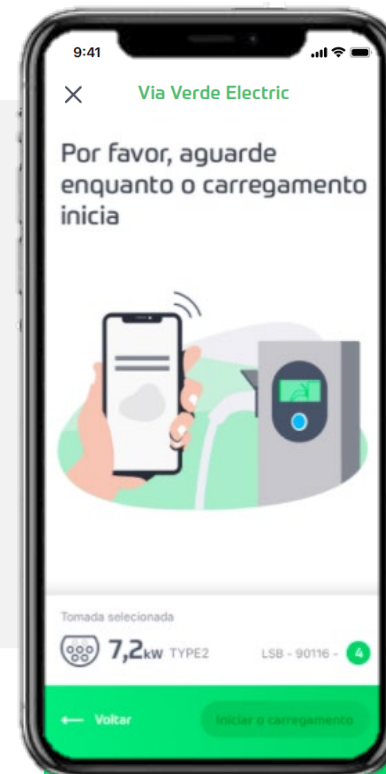 9:41
Via Verde Electric
Por favor, aguarde
enquanto o carregamento
inicia
Tomada selecionada
7,2kW TYPE2 LSB - 90116 - 4
← Voltar Iniciar o carregamento